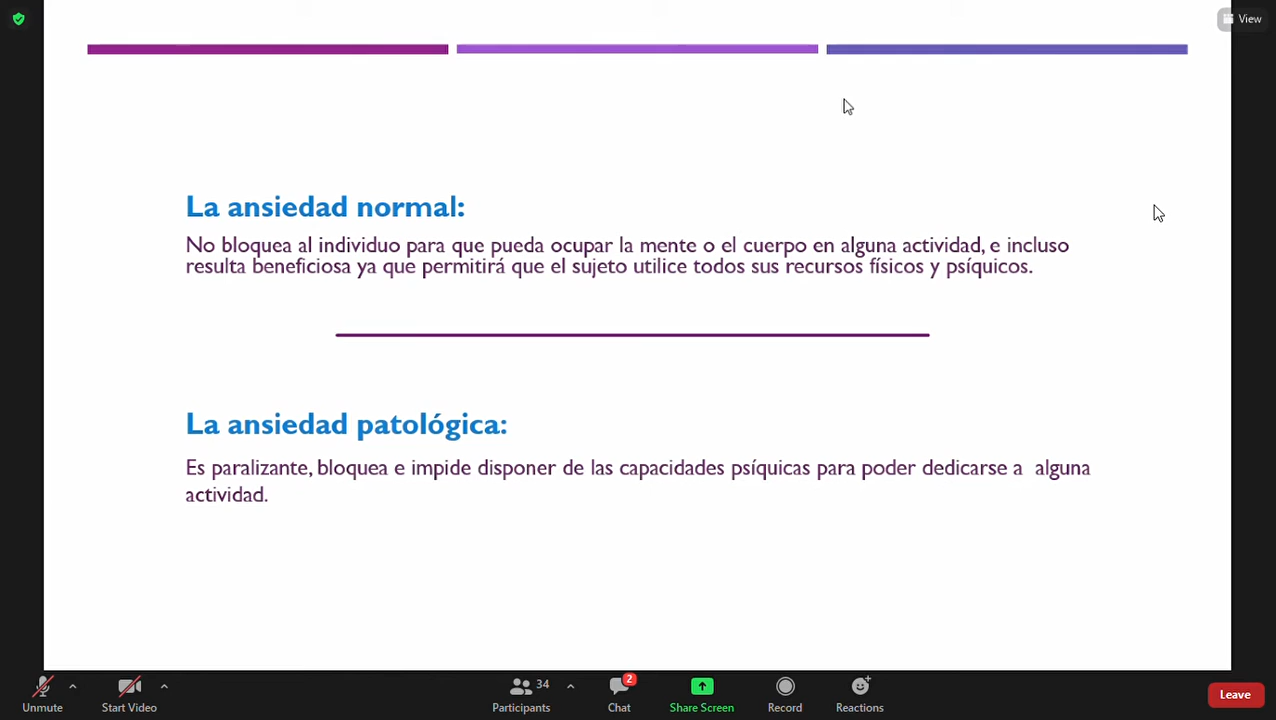 View
La ansiedad normal:
No bloquea al individuo para que pueda ocupar la mente o el cuerpo en alguna actividad, e incluso
resulta beneficiosa ya que permitirá que el sujeto utilice todos sus recursos físicos y psíquicos.
La ansiedad patológica:
Es paralizante, bloquea e impide disponer de las capacidades psíquicas para poder dedicarse a alguna
actividad.
Unmute
Start Video
34
Participants
2
Chat
Share Screen
Record
Reactions
Leave